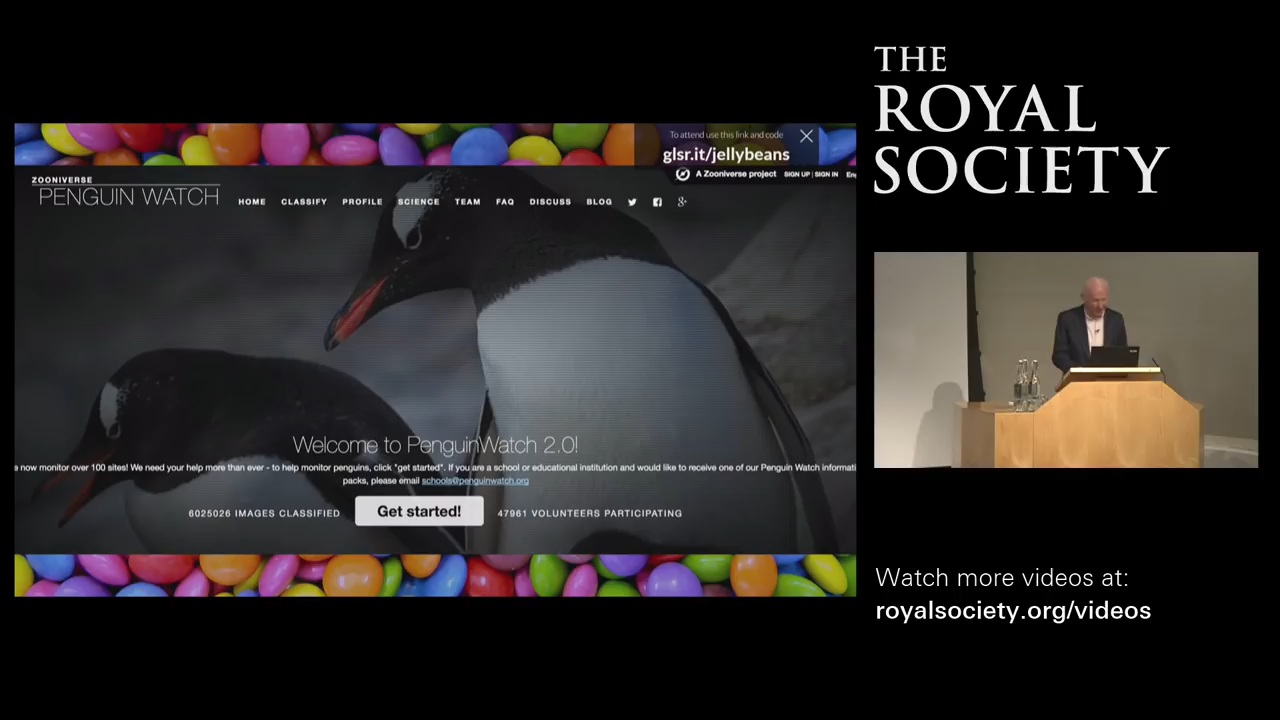 THE
ROYAL
SOCIETY
To attend use this link and code
glsr.it/jellybeans
A Zooniverse project SIGN UP | SIGN IN
ZOONIVERSE
PENGUIN WATCH
HOME CLASSIFY PROFILE SCIENCE TEAM FAQ DISCUSS BLOG
Welcome to PenguinWatch 2.0!
e now monitor over 100 sites! We need your help more than ever - to help monitor penguins, click "get started". If you are a school or educational institution and would like to receive one of our Penguin Watch informati
packs, please email schools@penguinwatch.org
6025026 IMAGES CLASSIFIED Get started! 47961 VOLUNTEERS PARTICIPATING
Watch more videos at:
royalsociety.org/videos